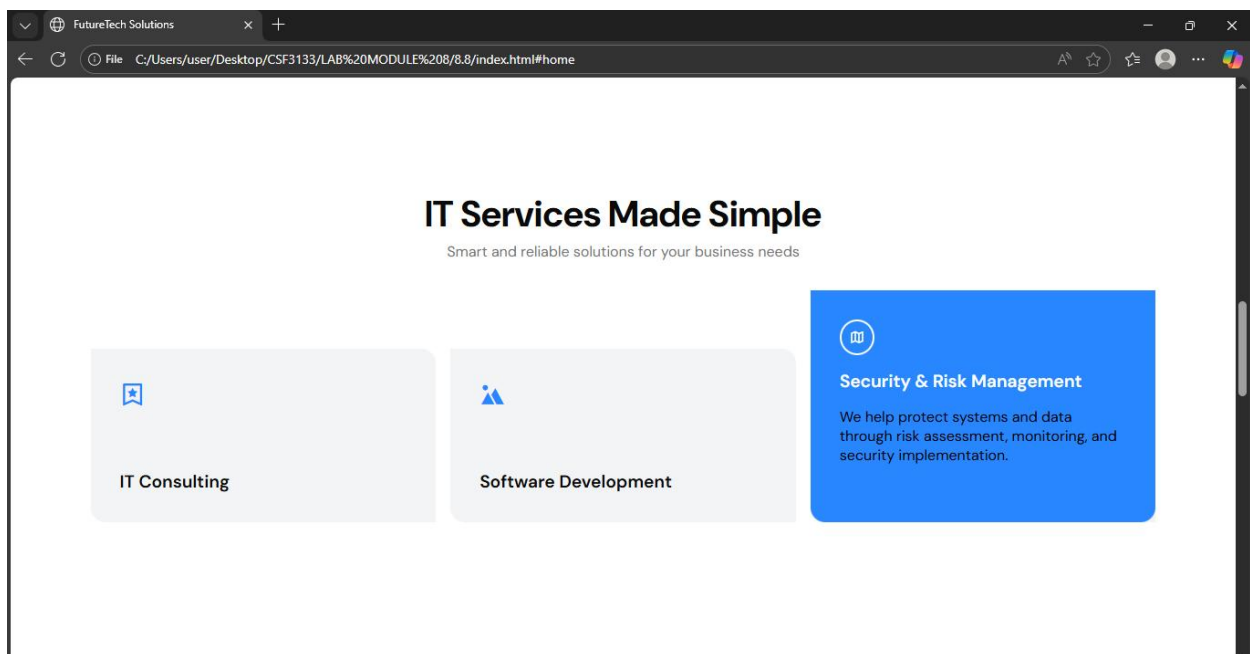 FutureTech Solutions
File C:/Users/user/Desktop/CSF3133/LAB%20MODULE%208/8.8/index.html#home
IT Services Made Simple
Smart and reliable solutions for your business needs
IT Consulting
Software Development
Security & Risk Management
We help protect systems and data
through risk assessment, monitoring, and
security implementation.